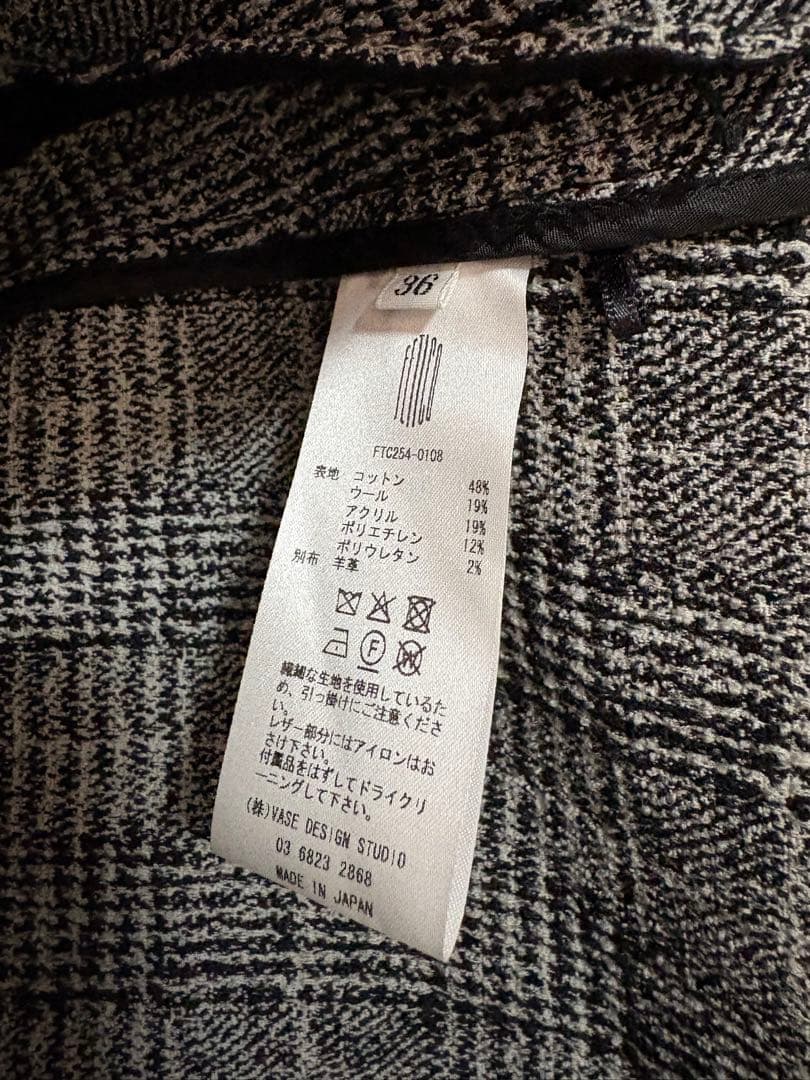 36
FETICO
FTC254-0108
表地 コットン 48%
ウール 19%
アクリル 19%
ポリエチレン 12%
ポリウレタン 2%
別布 羊革
F
W
繊細な生地を使用しているた
め、引っ掛けにご注意くださ
い。
レザー部分にはアイロンはお
さけ下さい。
付属品をはずしてドライクリ
ーニングして下さい。
(株)VASE DESIGN STUDIO
03 6823 2868
MADE IN JAPAN